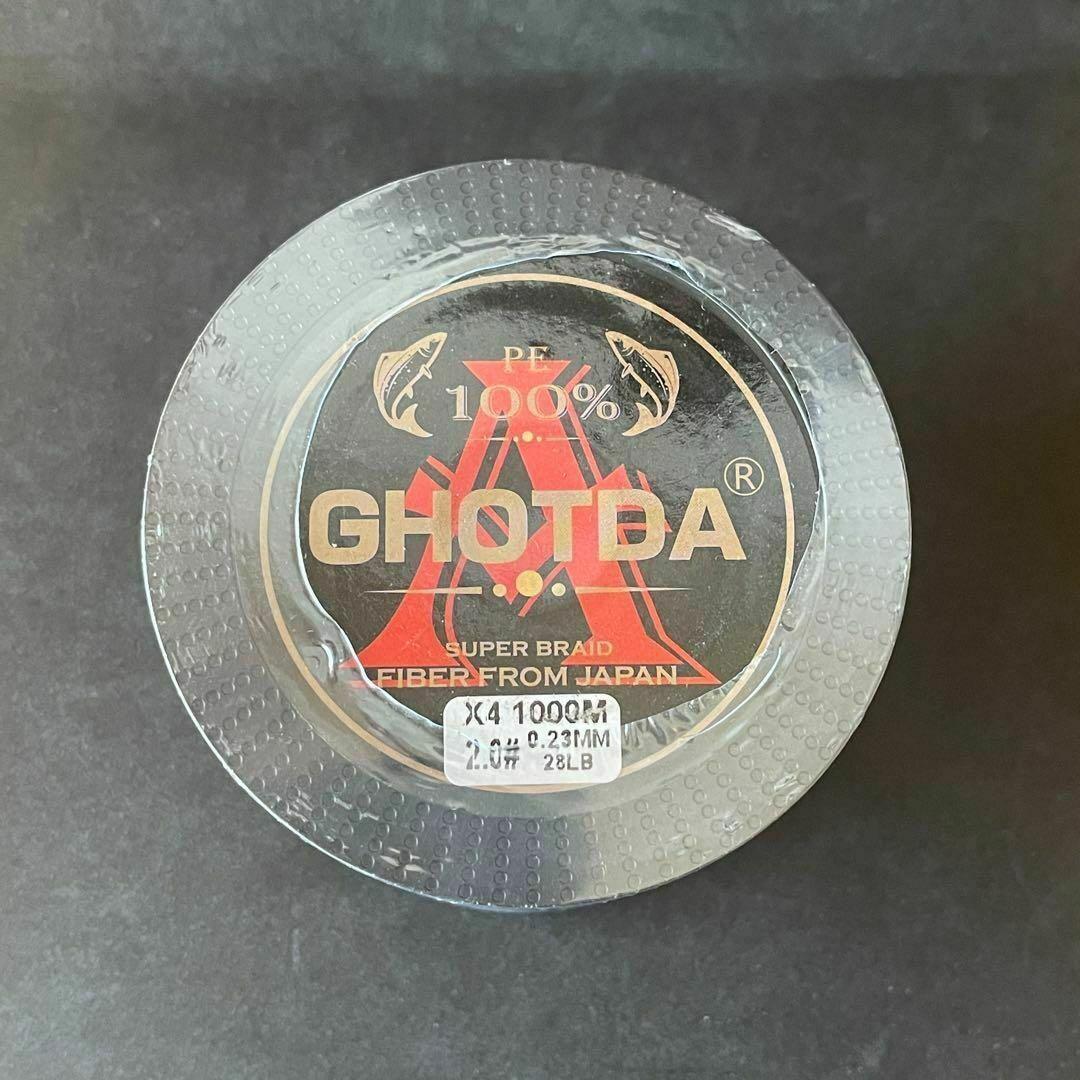 PE
100%
GHOTDA®
SUPER BRAID
FIBER FROM JAPAN
X4 1000M
2.0# 0.23MM
28LB